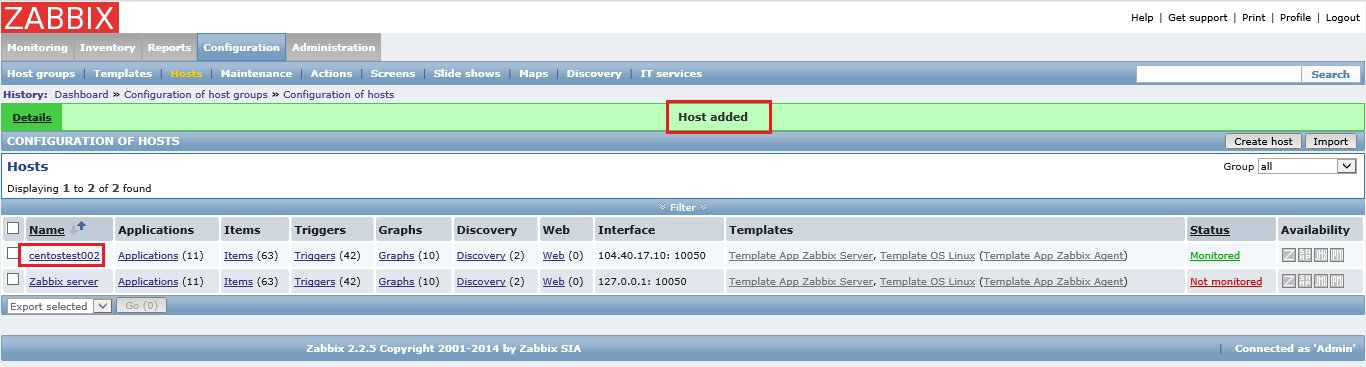 ZABBIX
Help | Get support | Print | Profile | Logout
Monitoring Inventory Reports Configuration Administration
Host groups | Templates | Hosts | Maintenance | Actions | Screens | Slide shows | Maps | Discovery | IT services Search
History: Dashboard » Configuration of host groups » Configuration of hosts
Details Host added
CONFIGURATION OF HOSTS Create host Import
Hosts Group all
Displaying 1 to 2 of 2 found
Filter
Name Applications Items Triggers Graphs Discovery Web Interface Templates Status Availability
centostest002 Applications (11) Items (63) Triggers (42) Graphs (10) Discovery (2) Web (0) 104.40.17.10: 10050 Template App Zabbix Server, Template OS Linux (Template App Zabbix Agent) Monitored Z
Zabbix server Applications (11) Items (63) Triggers (42) Graphs (10) Discovery (2) Web (0) 127.0.0.1: 10050 Template App Zabbix Server, Template OS Linux (Template App Zabbix Agent) Not monitored Z
Export selected Go (0)
Zabbix 2.2.5 Copyright 2001-2014 by Zabbix SIA | Connected as 'Admin'